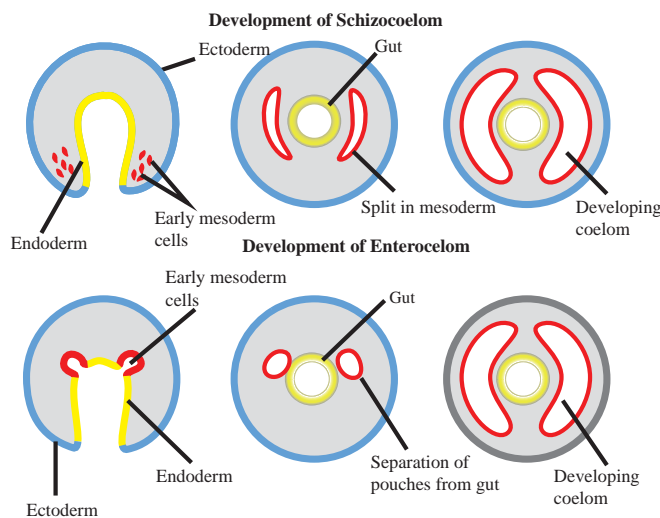 Development of Schizocoelom
Ectoderm
Gut
Endoderm
Early mesoderm
cells
Split in mesoderm
Developing
coelom
Development of Enterocelom
Early mesoderm
cells
Gut
Ectoderm
Endoderm
Separation of
pouches from gut
Developing
coelom